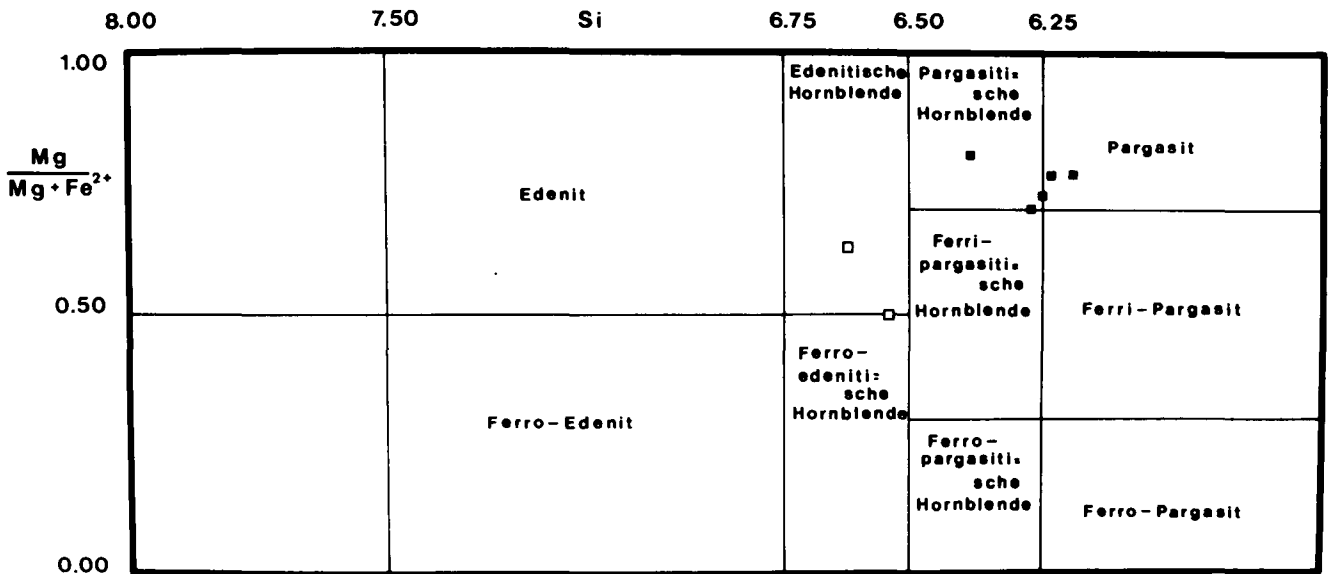 8.00 7.50 Si 6.75 6.50 6.25
1.00
Mg
Mg+Fe2+
0.50
0.00
Edenit
Ferro-Edenit
Edenitische
Hornblende
Ferro-
edeniti=
sche
Hornblende
Pargasiti=
sche
Hornblende
Ferri-
pargasiti=
sche
Hornblende
Ferro-
pargasiti=
sche
Hornblende
Pargasit
Ferri-Pargasit
Ferro-Pargasit